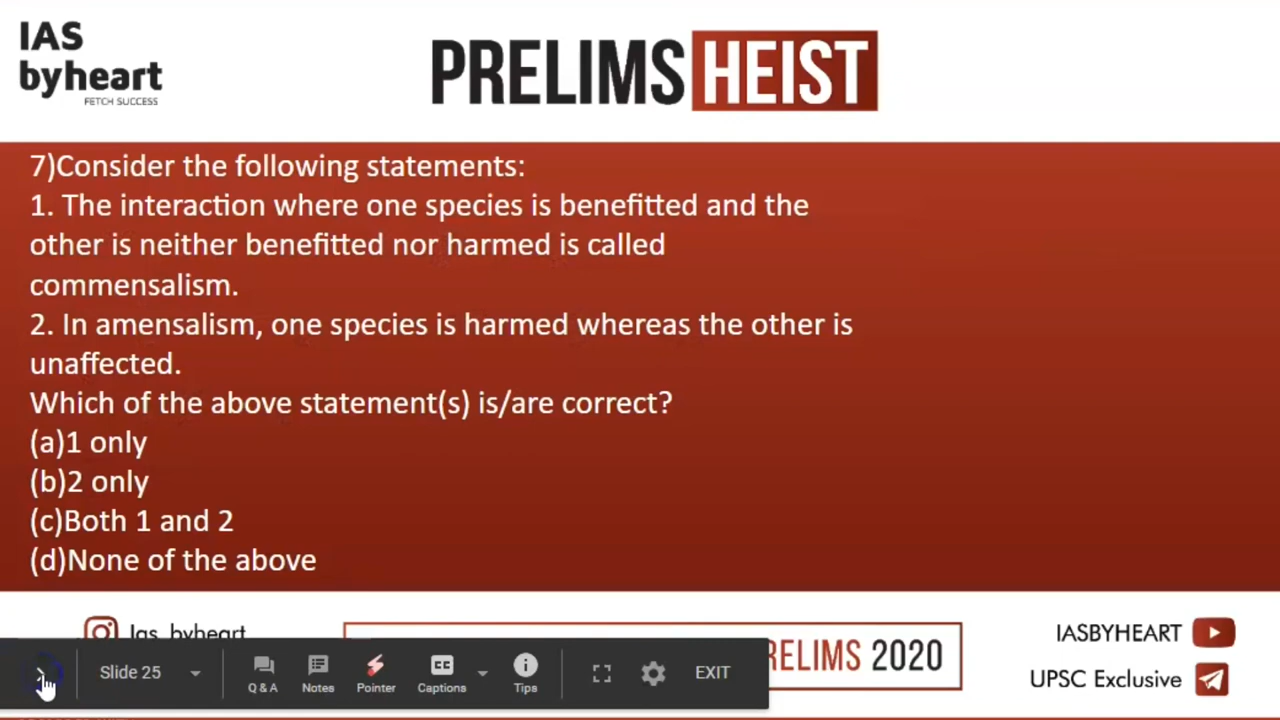 IAS
byheart
FETCH SUCCESS
PRELIMS HEIST
7)Consider the following statements:
1. The interaction where one species is benefitted and the
other is neither benefitted nor harmed is called
commensalism.
2. In amensalism, one species is harmed whereas the other is
unaffected.
Which of the above statement(s) is/are correct?
(a)1 only
(b)2 only
(c)Both 1 and 2
(d)None of the above
Ias_byheart
RELIMS 2020
IASBYHEART
UPSC Exclusive
Slide 25
Q & A
Notes
Pointer
CC
Captions
Tips
EXIT